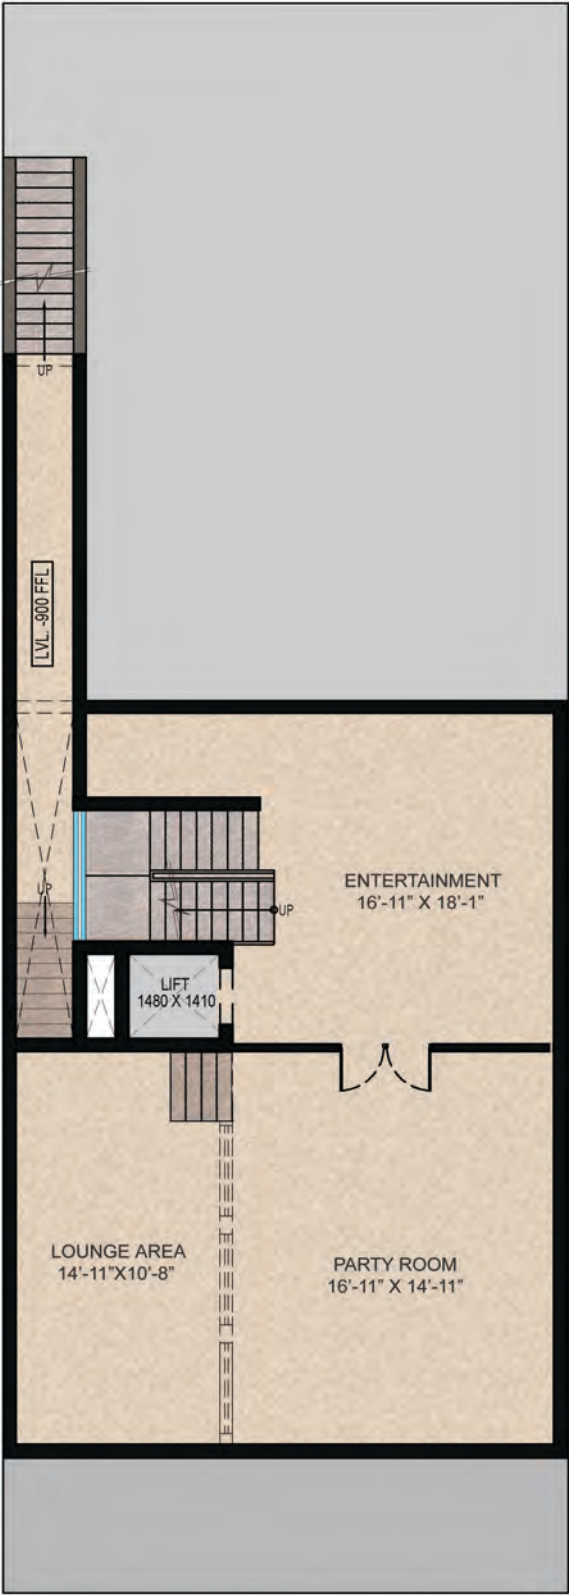 UP
LVL. -900 FFL
UP
ENTERTAINMENT
16'-11" X 18'-1"
UP
LIFT
1480 X 1410
LOUNGE AREA
14'-11"X10'-8"
PARTY ROOM
16'-11" X 14'-11"